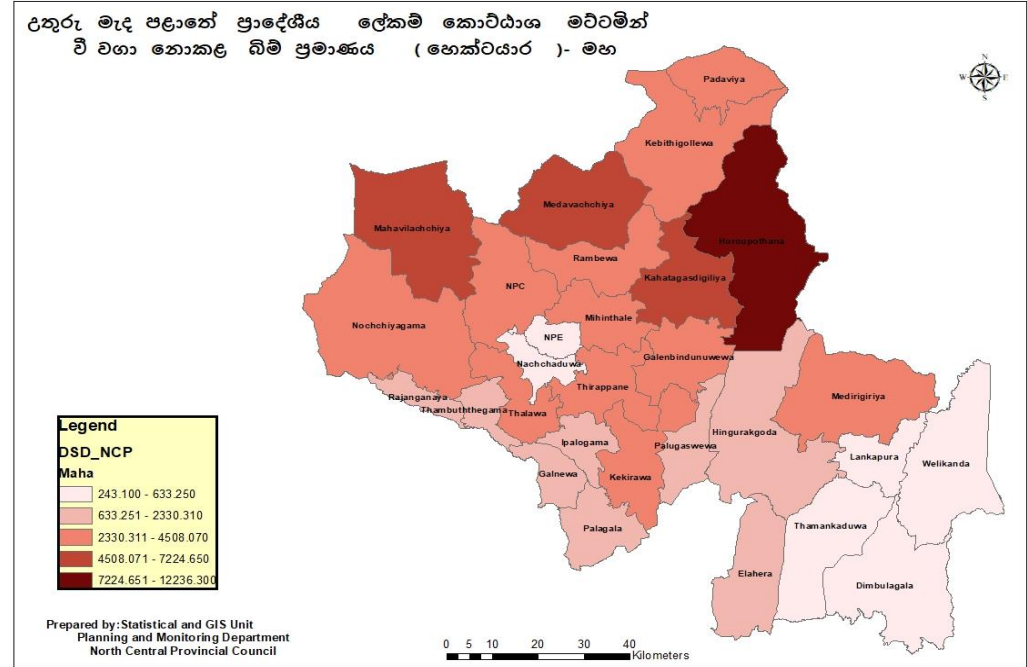 උතුරු මැද පළාතේ ප්‍රාදේශීය ලේකම් කොට්ඨාශ මට්ටමින්
වී වගා නොකළ බිම් ප්‍රමාණය ( හෙක්ටයාර )- මහ
N
W E
S
Padaviya
Kebithigollewa
Medavachchiya
Mahavilachchiya
Horoupothana
Rambewa
Kahatagasdigiliya
NPC
Mihinthale
Nochchiyagama
NPE
Galenbindunuwewa
Nachchaduwa
Thirappane
Rajanganaya
Medirigiriya
Thambuththegama
Thalawa
Hingurakgoda
Ipalogama
Palugaswewa
Lankapura
Welikanda
Galnewa
Kekirawa
Palagala
Thamankaduwa
Elahera
Dimbulagala
Legend
DSD_NCP
Maha
243.100 - 633.250
633.251 - 2330.310
2330.311 - 4508.070
4508.071 - 7224.650
7224.651 - 12236.300
Prepared by:Statistical and GIS Unit
Planning and Monitoring Department
North Central Provincial Council
0 5 10 20 30 40
Kilometers